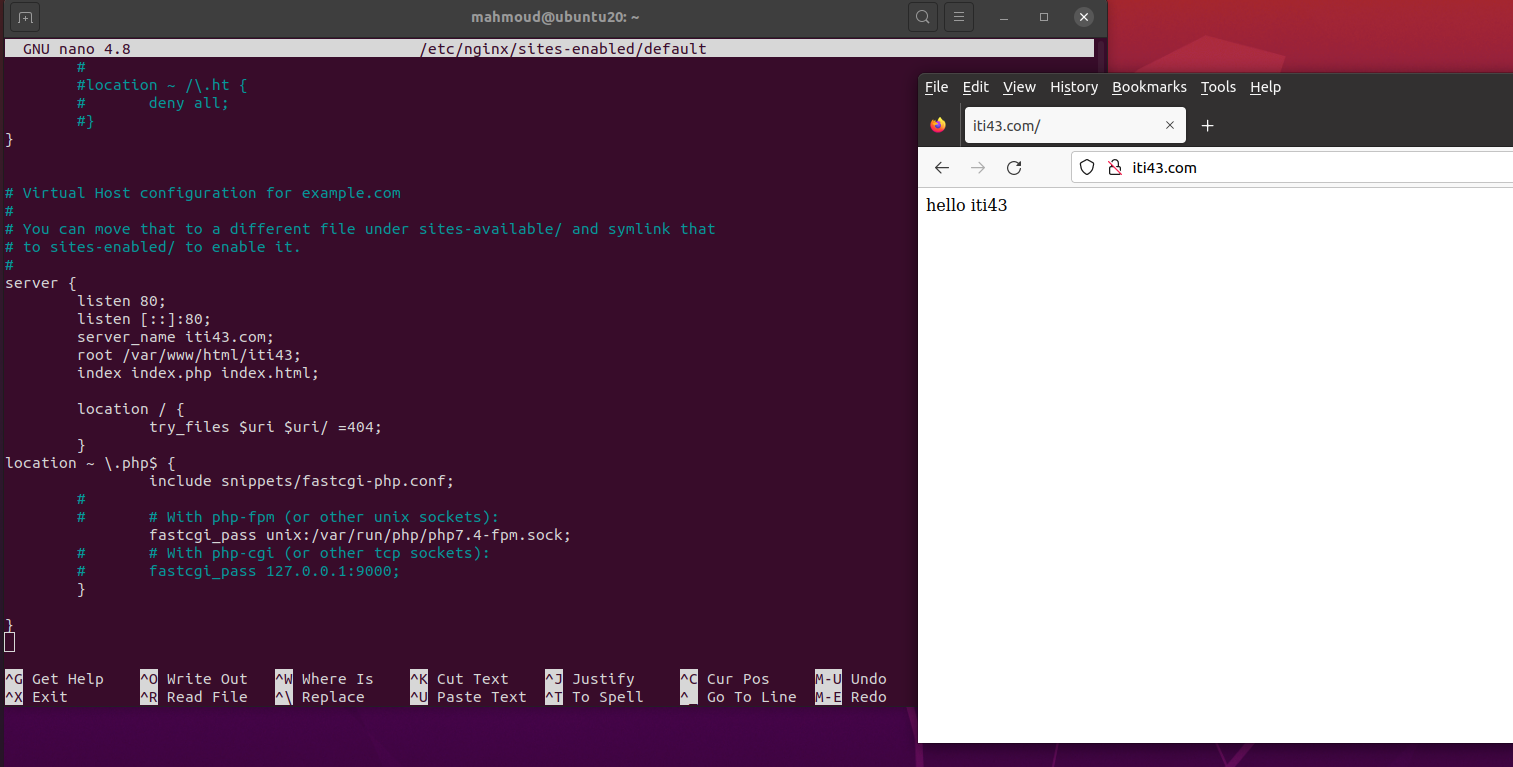 mahmoud@ubuntu20: ~
GNU nano 4.8 /etc/nginx/sites-enabled/default
#
#location ~ /\.ht {
# deny all;
#}
}
# Virtual Host configuration for example.com
#
# You can move that to a different file under sites-available/ and symlink that
# to sites-enabled/ to enable it.
#
server {
listen 80;
listen [::]:80;
server_name iti43.com;
root /var/www/html/iti43;
index index.php index.html;
location / {
try_files $uri $uri/ =404;
}
location ~ \.php$ {
include snippets/fastcgi-php.conf;
#
# # With php-fpm (or other unix sockets):
fastcgi_pass unix:/var/run/php/php7.4-fpm.sock;
# # With php-cgi (or other tcp sockets):
# fastcgi_pass 127.0.0.1:9000;
}
}
^G Get Help ^O Write Out ^W Where Is ^K Cut Text ^J Justify ^C Cur Pos M-U Undo
^X Exit ^R Read File ^\ Replace ^U Paste Text ^T To Spell ^_ Go To Line M-E Redo
File Edit View History Bookmarks Tools Help
iti43.com/
iti43.com
hello iti43